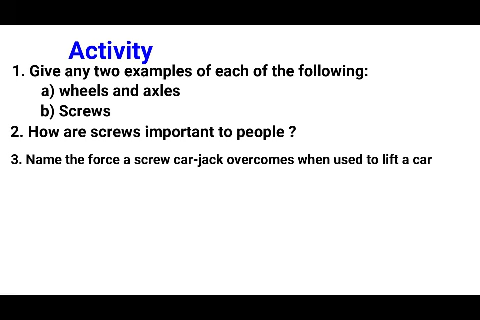 Activity
1. Give any two examples of each of the following:
a) wheels and axles
b) Screws
2. How are screws important to people ?
3. Name the force a screw car-jack overcomes when used to lift a car